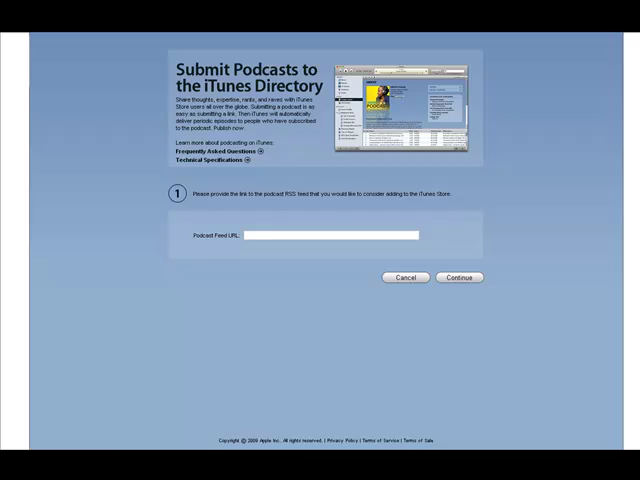 Submit Podcasts to
the iTunes Directory
Share thoughts, expertise, rants, and raves with iTunes
Store users all over the globe. Submitting a podcast is as
easy as submitting a link. Then iTunes will automatically
deliver periodic episodes to people who have subscribed
to the podcast. Publish now.
Learn more about podcasting on iTunes:
Frequently Asked Questions
Technical Specifications
PODCAST
1 Please provide the link to the podcast RSS feed that you would like to consider adding to the iTunes Store.
Podcast Feed URL:
Cancel Continue
Copyright © 2009 Apple Inc. All rights reserved. | Privacy Policy | Terms of Service | Terms of Sale